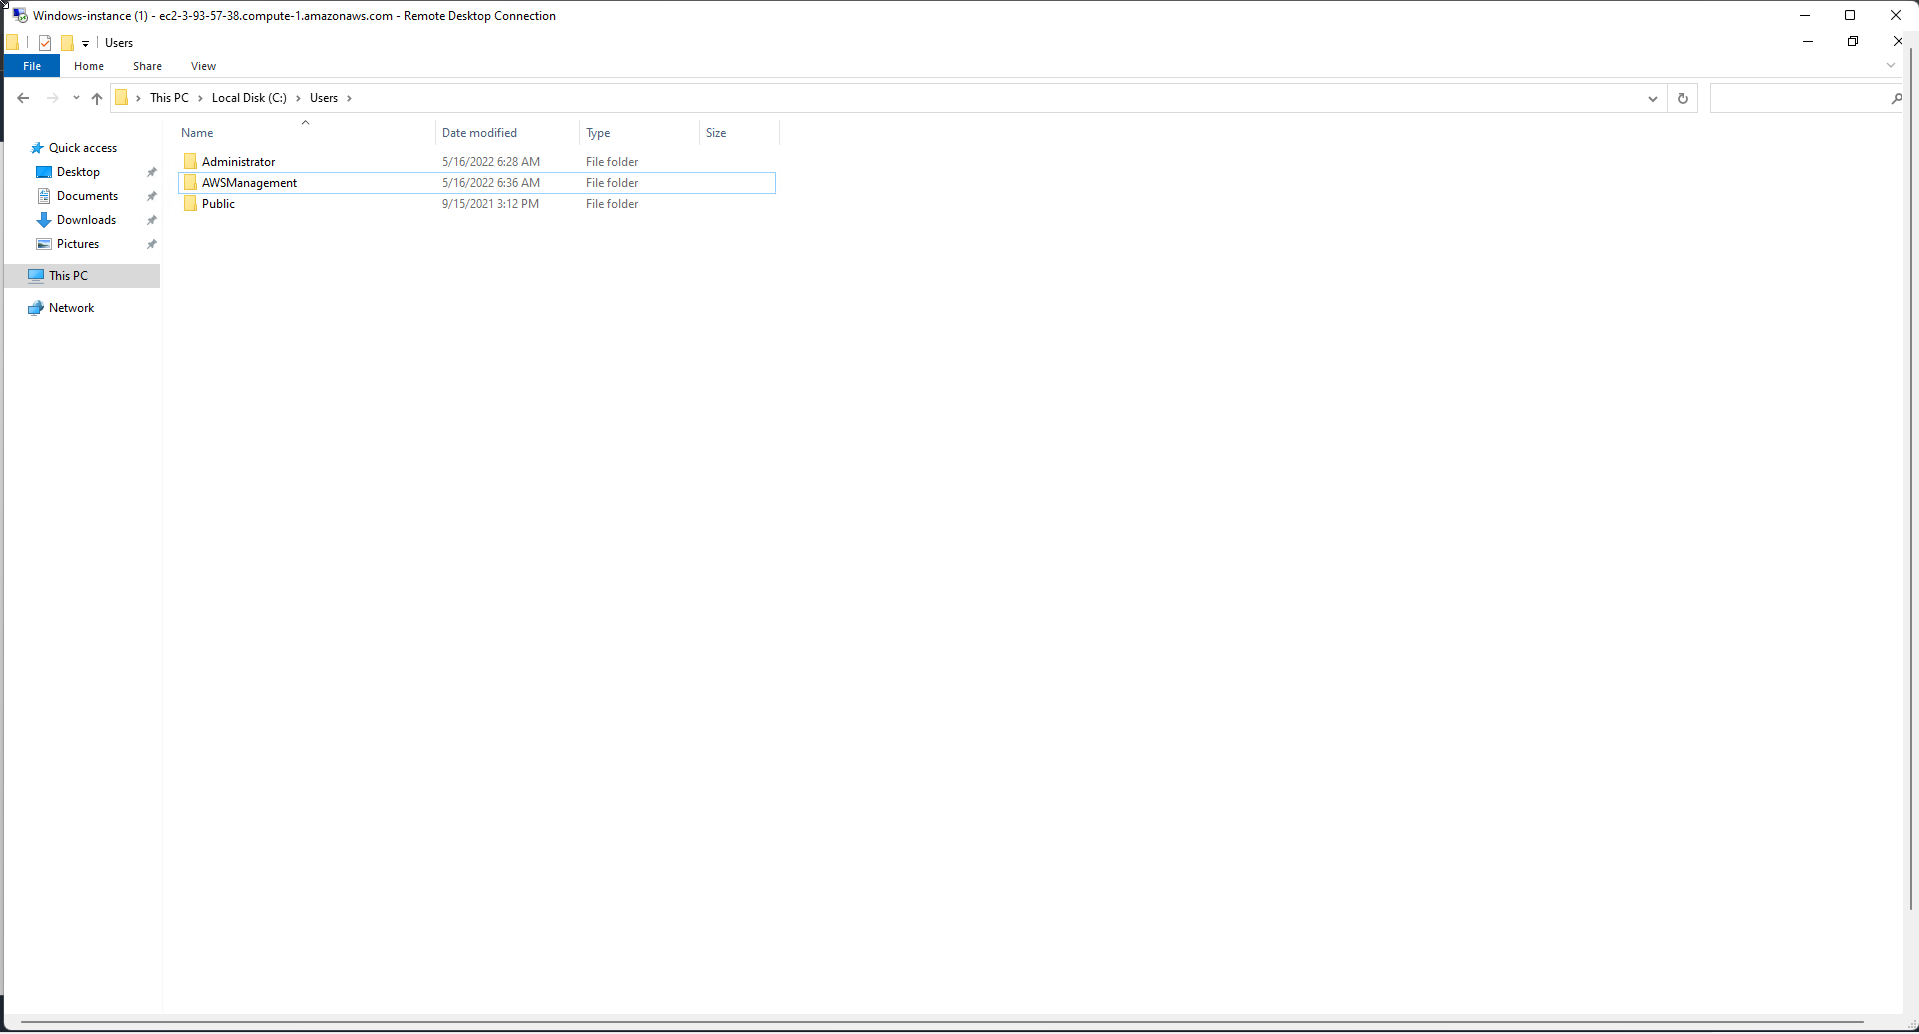 Windows-instance (1) - ec2-3-93-57-38.compute-1.amazonaws.com - Remote Desktop Connection
Users
File Home Share View
This PC Local Disk (C:) Users
Name Date modified Type Size
Quick access
Desktop
Documents
Downloads
Pictures
This PC
Network
Administrator 5/16/2022 6:28 AM File folder
AWSManagement 5/16/2022 6:36 AM File folder
Public 9/15/2021 3:12 PM File folder